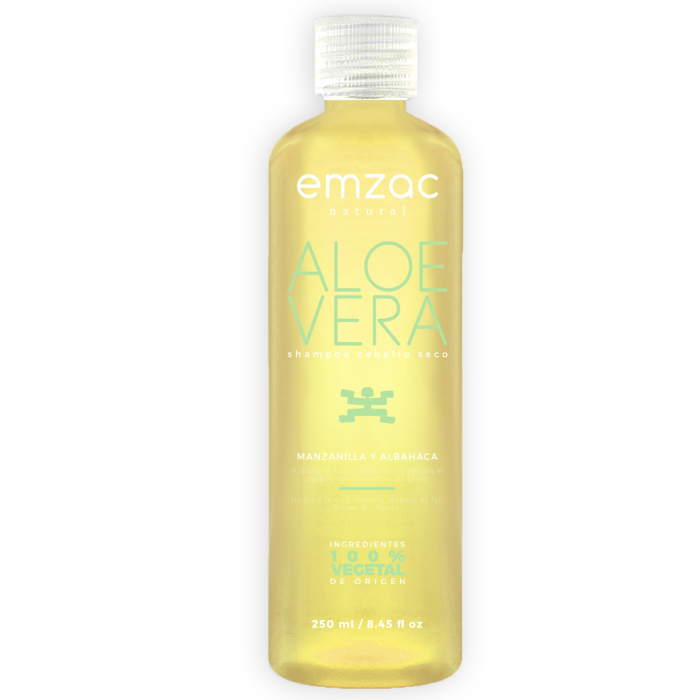 emzac
natural
ALOE
VERA
shampoo cabello seco
MANZANILLA Y ALBAHACA
INGREDIENTES
100%
VEGETAL
DE ORIGEN
250 ml / 8.45 fl oz